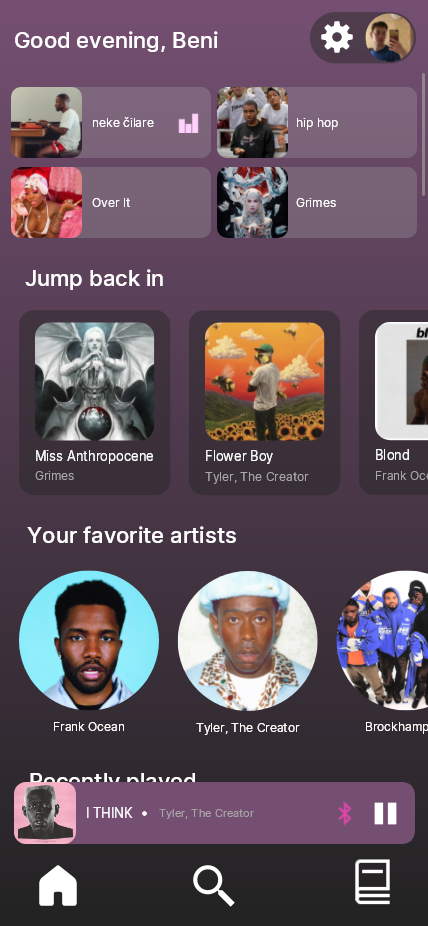 Good evening, Beni
neke čilare
hip hop
Over It
Grimes
Jump back in
Miss Anthropocene
Grimes
Flower Boy
Tyler, The Creator
Blond
Frank Oc
Your favorite artists
Frank Ocean
Tyler, The Creator
Brockhamp
Recently played
I THINK • Tyler, The Creator